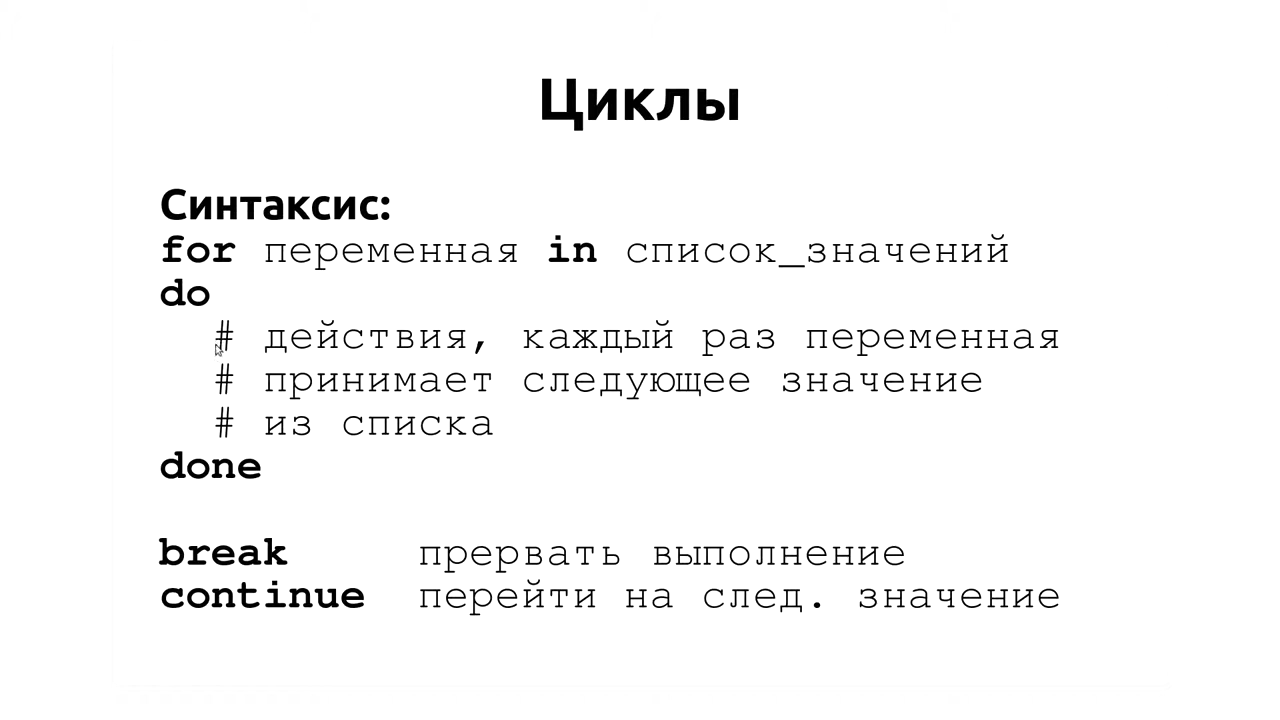 Циклы
Синтаксис:
for переменная in список_значений
do
# действия, каждый раз переменная
# принимает следующее значение
# из списка
done
break прервать выполнение
continue перейти на след. значение